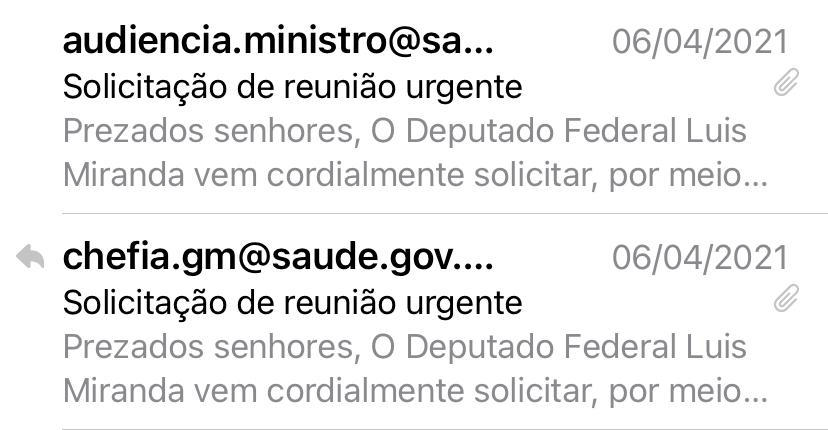 audiencia.ministro@sa...
06/04/2021
Solicitação de reunião urgente
Prezados senhores, O Deputado Federal Luis
Miranda vem cordialmente solicitar, por meio...
chefia.gm@saude.gov....
06/04/2021
Solicitação de reunião urgente
Prezados senhores, O Deputado Federal Luis
Miranda vem cordialmente solicitar, por meio...